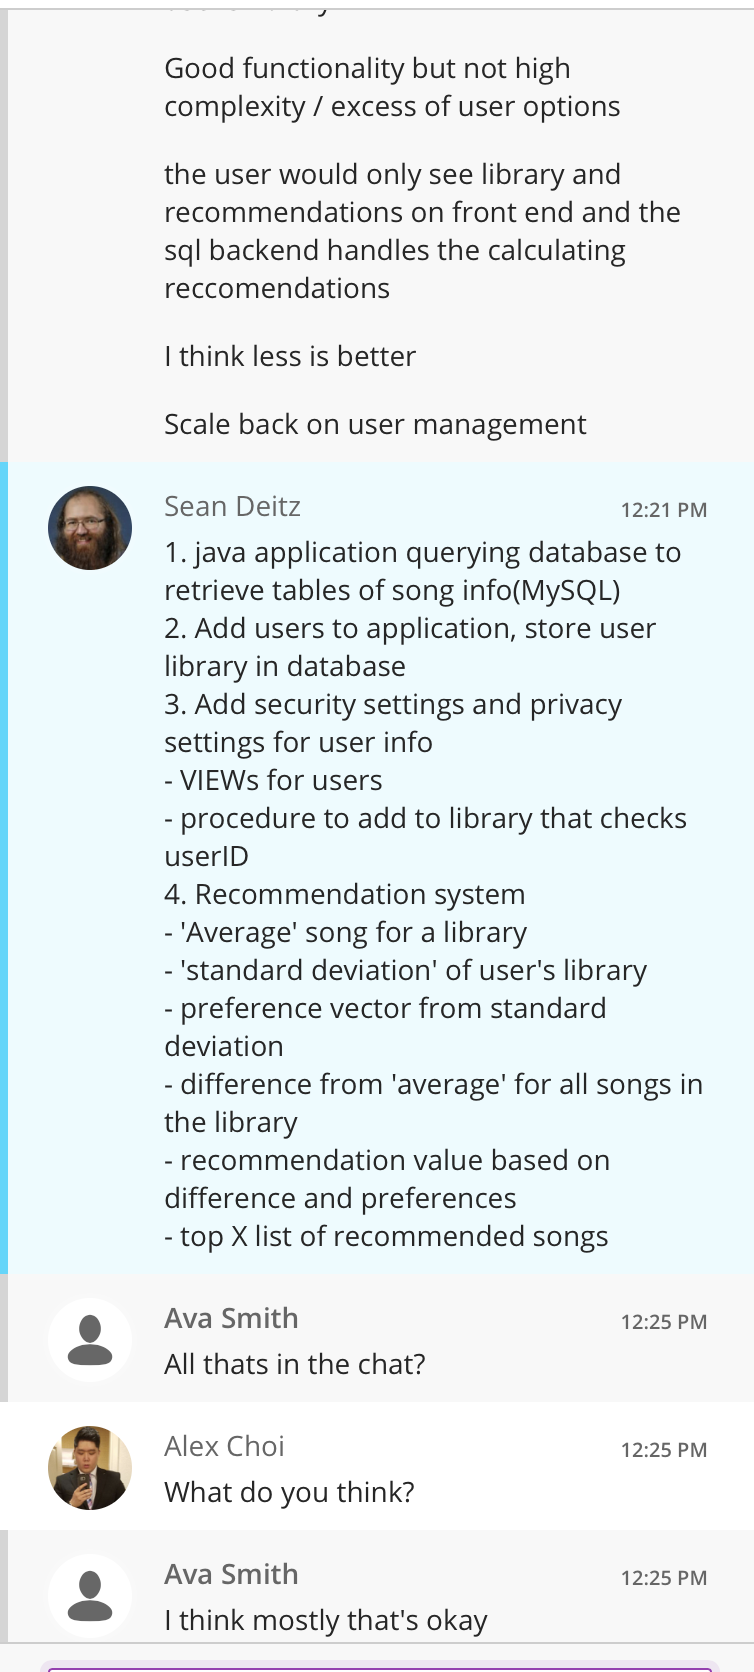 Good functionality but not high
complexity / excess of user options
the user would only see library and
recommendations on front end and the
sql backend handles the calculating
reccomendations
I think less is better
Scale back on user management
Sean Deitz
12:21 PM
1. java application querying database to
retrieve tables of song info(MySQL)
2. Add users to application, store user
library in database
3. Add security settings and privacy
settings for user info
- VIEWs for users
- procedure to add to library that checks
userID
4. Recommendation system
- 'Average' song for a library
- 'standard deviation' of user's library
- preference vector from standard
deviation
- difference from 'average' for all songs in
the library
- recommendation value based on
difference and preferences
- top X list of recommended songs
Ava Smith
12:25 PM
All thats in the chat?
Alex Choi
12:25 PM
What do you think?
Ava Smith
12:25 PM
I think mostly that's okay